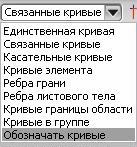 Связанные кривые
Единственная кривая
Связанные кривые
Касательные кривые
Кривые элемента
Ребра грани
Ребра листового тела
Кривые границы области
Кривые в группе
Обозначать кривые